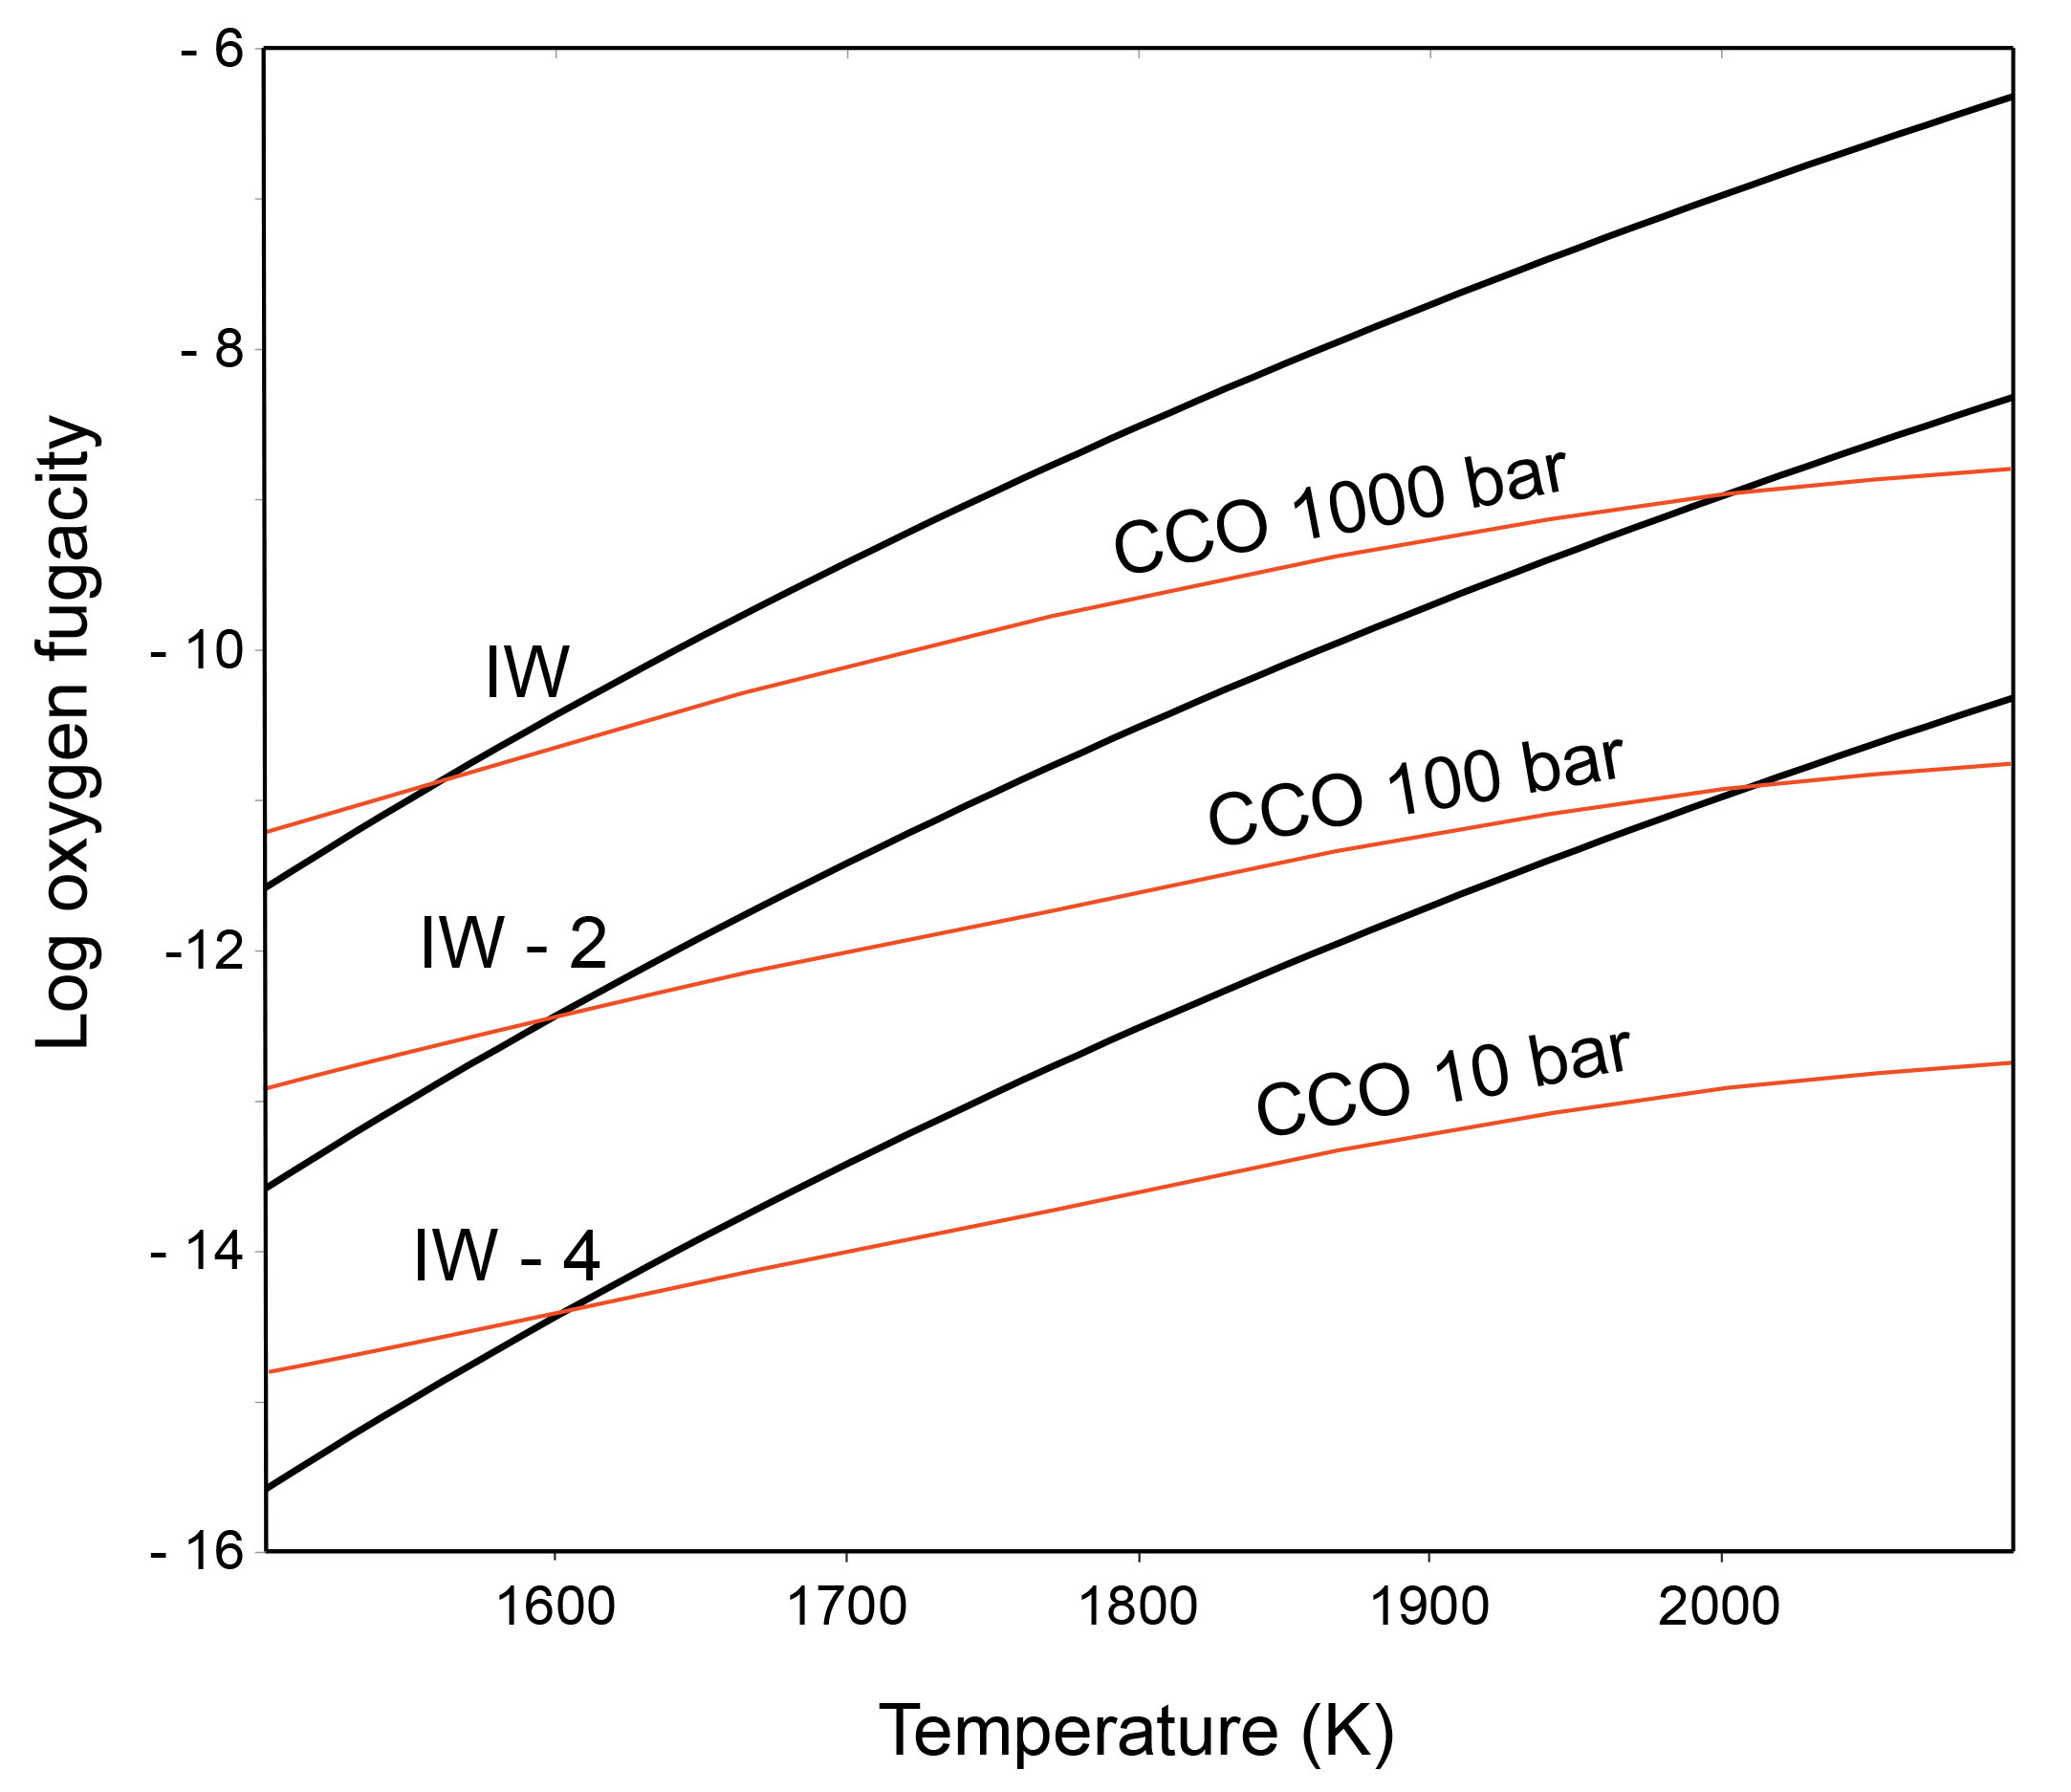 - 6
- 8
- 10
-12
- 14
- 16
Log oxygen fugacity
IW
IW - 2
IW - 4
CCO 1000 bar
CCO 100 bar
CCO 10 bar
1600
1700
1800
1900
2000
Temperature (K)